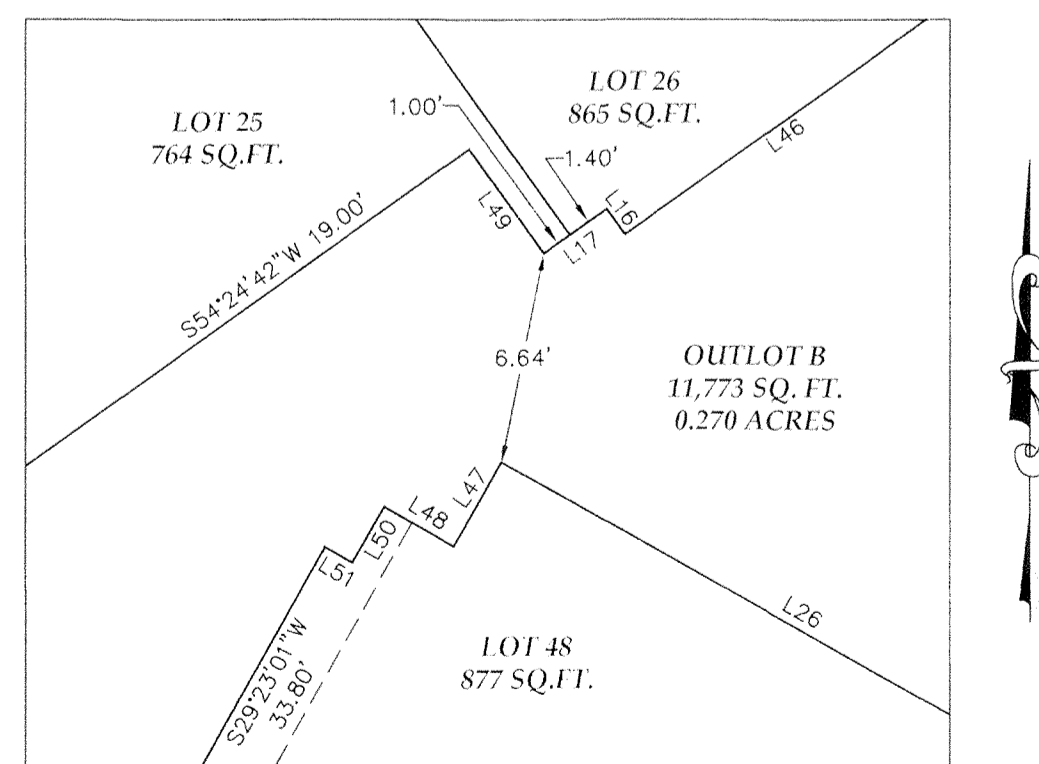 LOT 26
865 SQ.FT.
1.00'
LOT 25
764 SQ.FT.
1.40'
L46
L16
L49
L17
S54°24'42"W 19.00'
6.64'
OUTLOT B
11,773 SQ. FT.
0.270 ACRES
L47
L48
L50
L51
L26
LOT 48
877 SQ.FT.
S29°23'01"W
33.80'